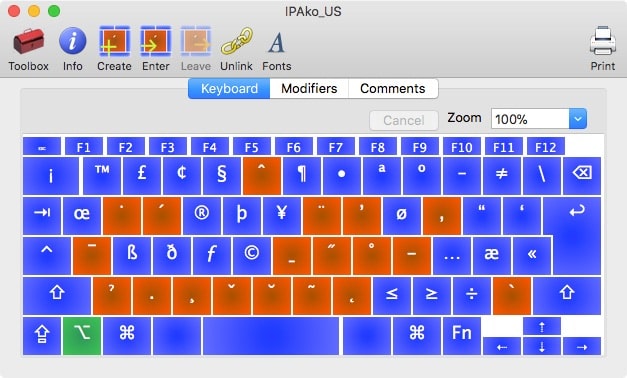 IPAko_US
Toolbox Info Create Enter Leave Unlink Fonts Print
Keyboard Modifiers Comments
Cancel Zoom 100%
esc F1 F2 F3 F4 F5 F6 F7 F8 F9 F10 F11 F12
¡ ™ £ ¢ § ˆ ¶ • ª º – ≠ \ ⌫
⇥ œ ˙ ´ ® þ ¥ ¨ ʼ ø , “ ‘ ↩
^ ¯ ß ð ƒ © ˍ ˝ ˚ – … æ «
⇧ ̉ . ¸ ˇ ˘ ˜ ˛ ≤ ≥ ÷ ` ⇧
⇪ ⌥ ⌘ ⌘ Fn ⇡
⇠ ⇣ ⇢